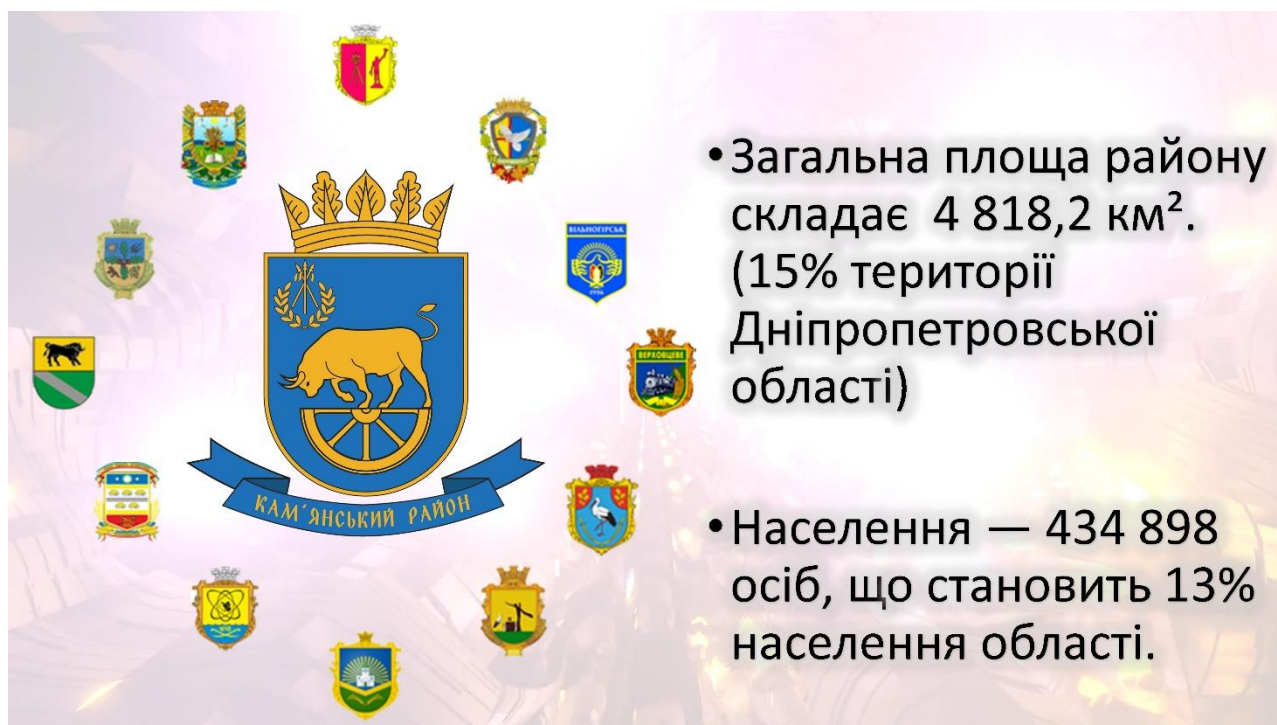 ВІЛЬНОГІРСЬК
1956
ВЕРХОВЦЕВЕ
КАМ´ЯНСЬКИЙ РАЙОН
•Загальна площа району
складає 4 818,2 км².
(15% території
Дніпропетровської
області)
•Населення — 434 898
осіб, що становить 13%
населення області.